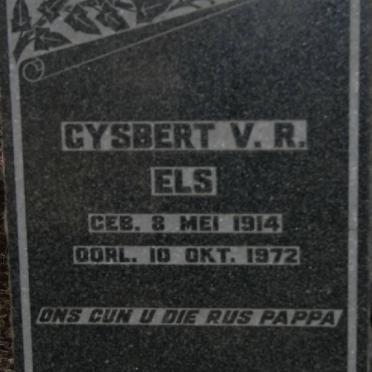 GYSBERT V. R.
ELS
GEB. 8 MEI 1914
OORL. 10 OKT. 1972
ONS GUN U DIE RUS PAPPA